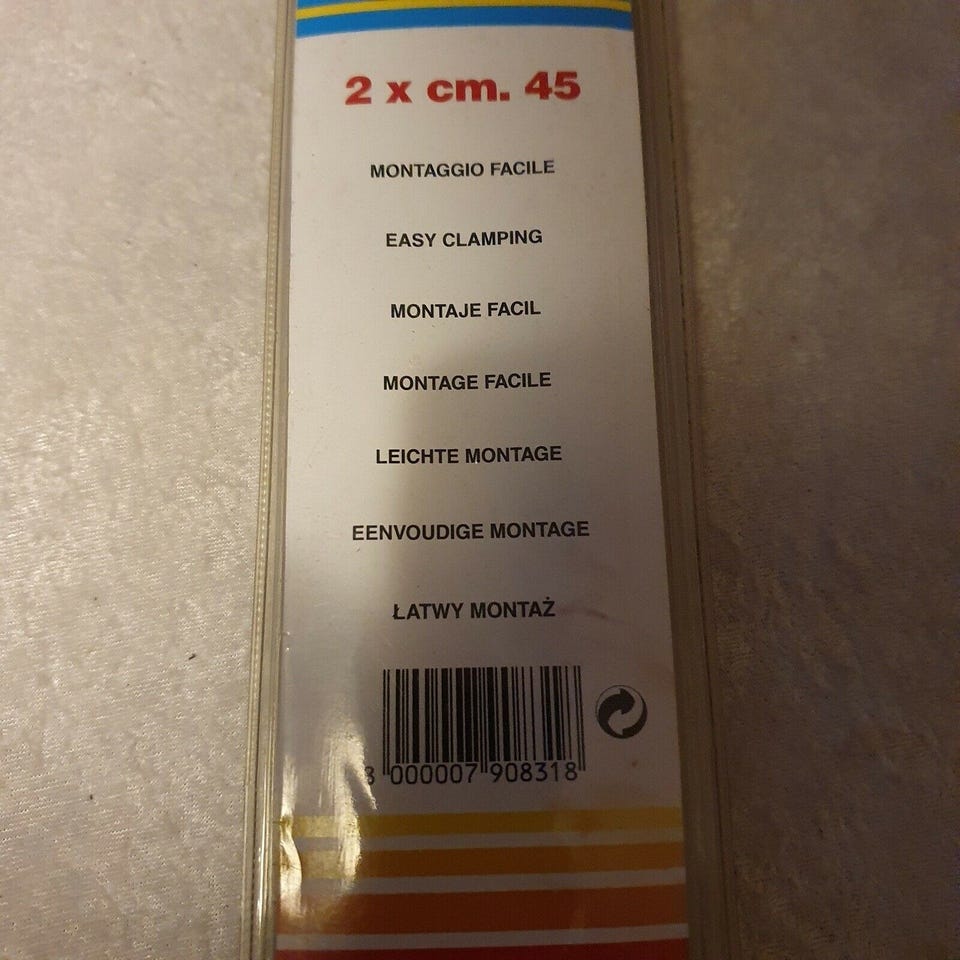 2 x cm. 45
MONTAGGIO FACILE
EASY CLAMPING
MONTAJE FACIL
MONTAGE FACILE
LEICHTE MONTAGE
EENVOUDIGE MONTAGE
ŁATWY MONTAŻ
8 000007 908318